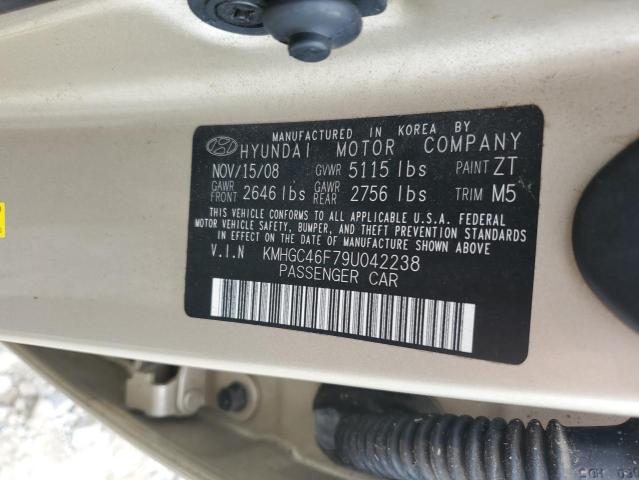 MANUFACTURED IN KOREA BY
HYUNDAI MOTOR COMPANY
NOV/15/08 GVWR 5115 lbs PAINT ZT
GAWR FRONT 2646 lbs GAWR REAR 2756 lbs TRIM M5
THIS VEHICLE CONFORMS TO ALL APPLICABLE U.S.A. FEDERAL
MOTOR VEHICLE SAFETY, BUMPER, AND THEFT PREVENTION STANDARDS
IN EFFECT ON THE DATE OF MANUFACTURE SHOWN ABOVE.
V.I.N KMHGC46F79U042238
PASSENGER CAR